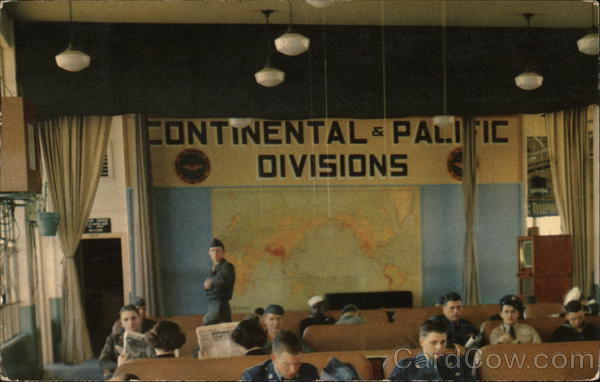 CONTINENTAL & PACIFIC
DIVISIONS
CardCow.com